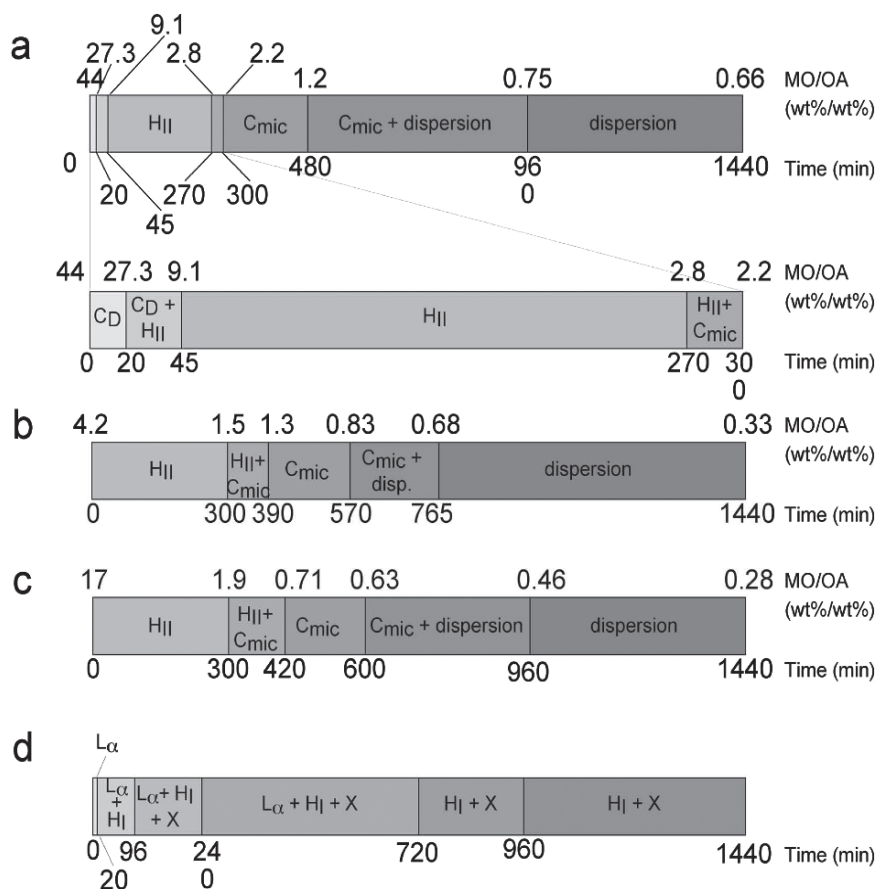 a
9.1
27.3 2.8 2.2
44 1.2 0.75 0.66 MO/OA
(wt%/wt%)
HII Cmic Cmic + dispersion dispersion
0 480 96 1440 Time (min)
0
20 270 300
45
44 27.3 9.1 2.8 2.2 MO/OA
(wt%/wt%)
CD CD + HII HII HII+ Cmic
0 20 45 270 30 Time (min)
0
b
4.2 1.5 1.3 0.83 0.68 0.33 MO/OA
(wt%/wt%)
HII HII+ Cmic Cmic Cmic + disp. dispersion
0 300 390 570 765 1440 Time (min)
c
17 1.9 0.71 0.63 0.46 0.28 MO/OA
(wt%/wt%)
HII HII+ Cmic Cmic Cmic + dispersion dispersion
0 300 420 600 960 1440 Time (min)
d
Lα
Lα + HI Lα+ HI + X Lα + HI + X HI + X HI + X
0 96 24 720 960 1440 Time (min)
20 0